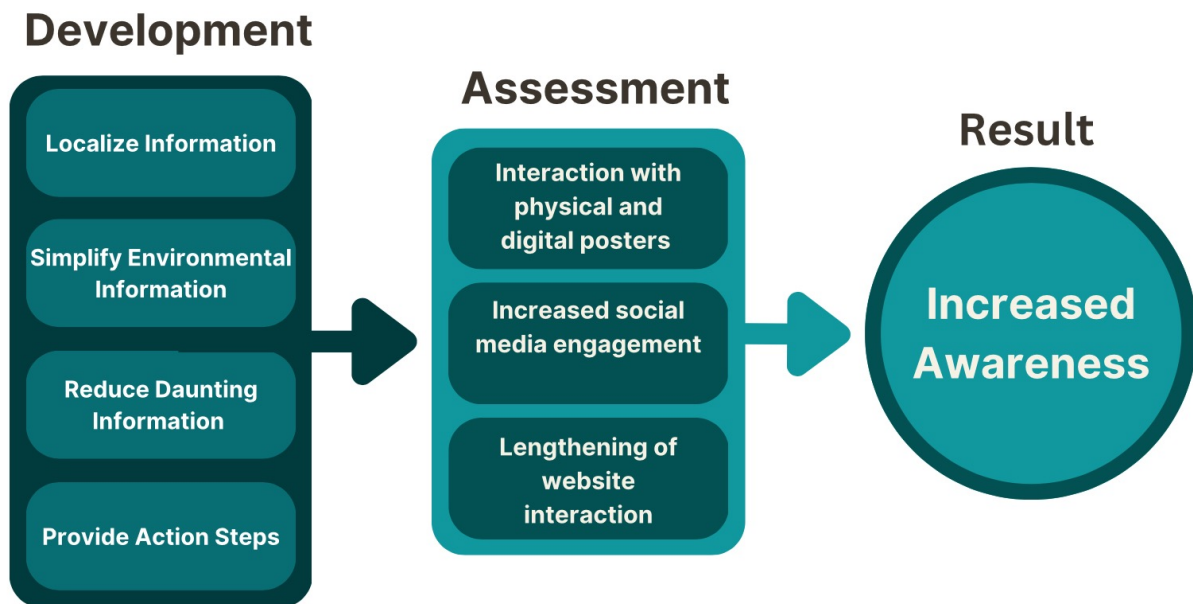 Development
Localize Information
Simplify Environmental
Information
Reduce Daunting
Information
Provide Action Steps
Assessment
Interaction with
physical and
digital posters
Increased social
media engagement
Lengthening of
website
interaction
Result
Increased
Awareness